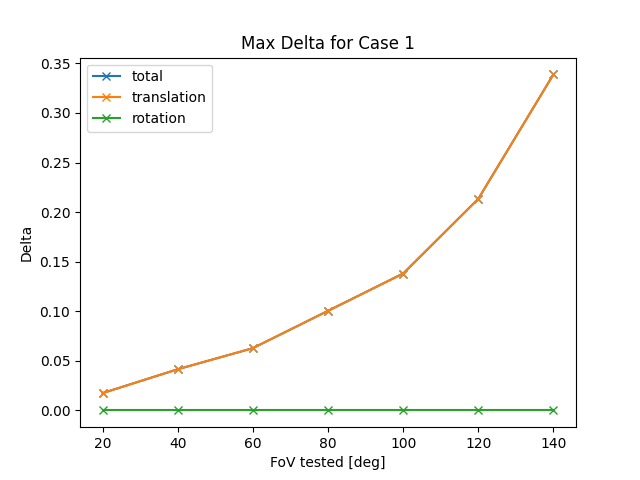 Max Delta for Case 1
total
translation
rotation
Delta
0.35
0.30
0.25
0.20
0.15
0.10
0.05
0.00
20 40 60 80 100 120 140
FoV tested [deg]